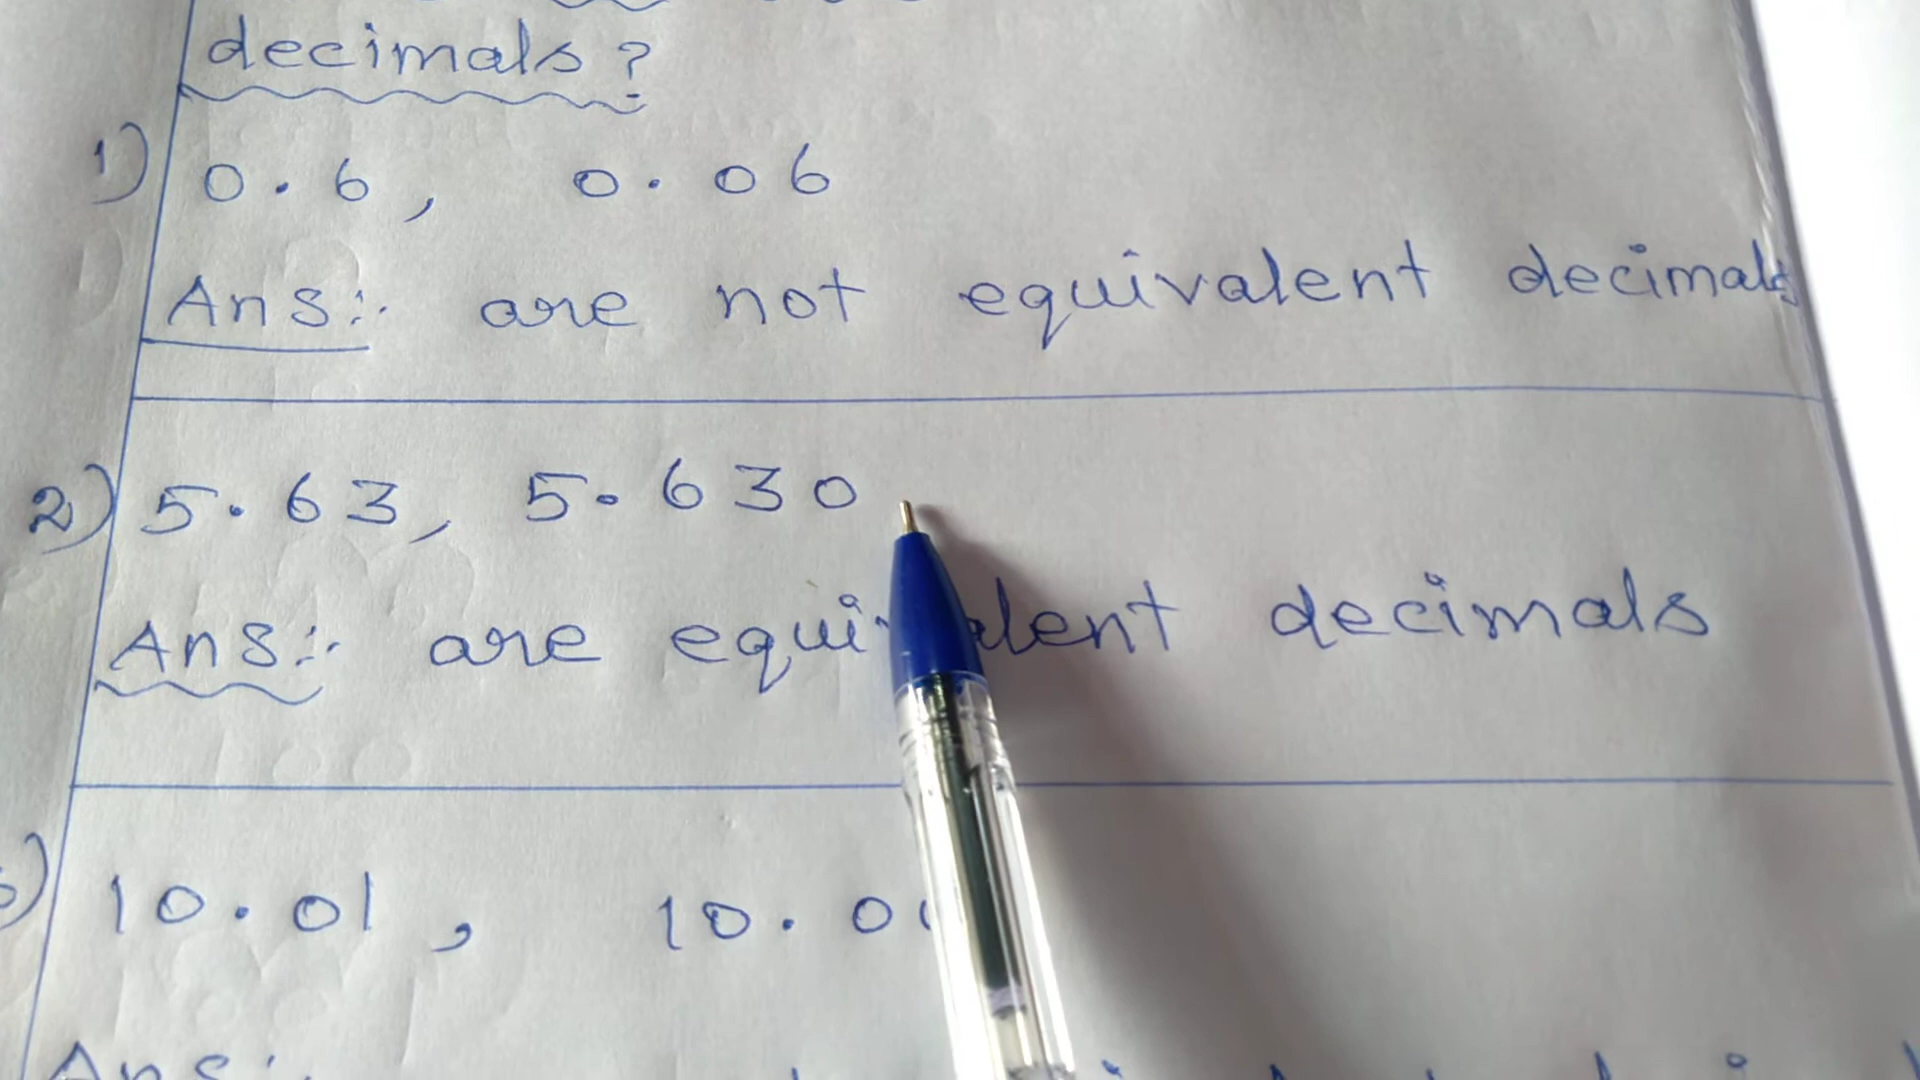 decimals?
1) 0.6, 0.06
Ans:- are not equivalent decimals
2) 5.63, 5.630
Ans:- are equivalent decimals
10.01, 10.0
Ans: